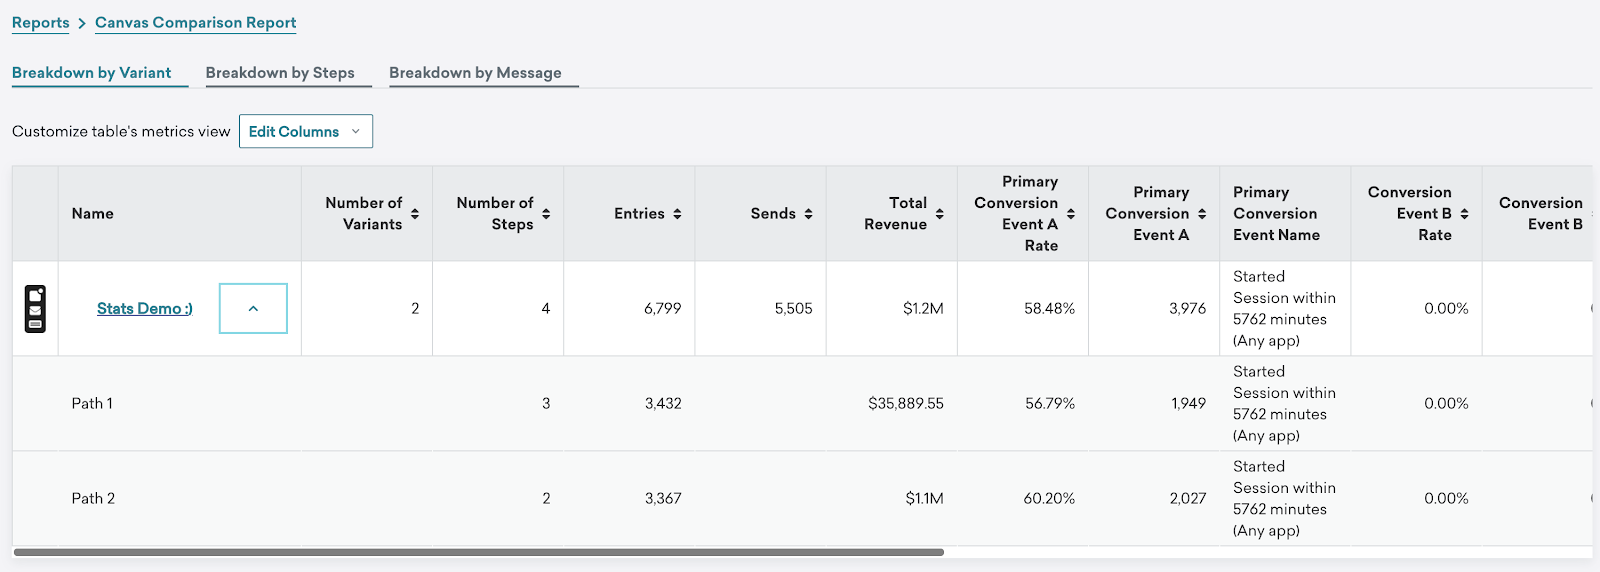 Reports > Canvas Comparison Report
Breakdown by Variant Breakdown by Steps Breakdown by Message
Customize table's metrics view Edit Columns
Name
Number of
Variants
Number of
Steps
Entries
Sends
Total
Revenue
Primary
Conversion
Event A
Rate
Primary
Conversion
Event A
Primary
Conversion
Event Name
Conversion
Event B
Rate
Conversion
Event B
Stats Demo :) 2 4 6,799 5,505 $1.2M 58.48% 3,976
Started
Session within
5762 minutes
(Any app)
0.00%
Path 1 3 3,432 $35,889.55 56.79% 1,949
Started
Session within
5762 minutes
(Any app)
0.00%
Path 2 2 3,367 $1.1M 60.20% 2,027
Started
Session within
5762 minutes
(Any app)
0.00%